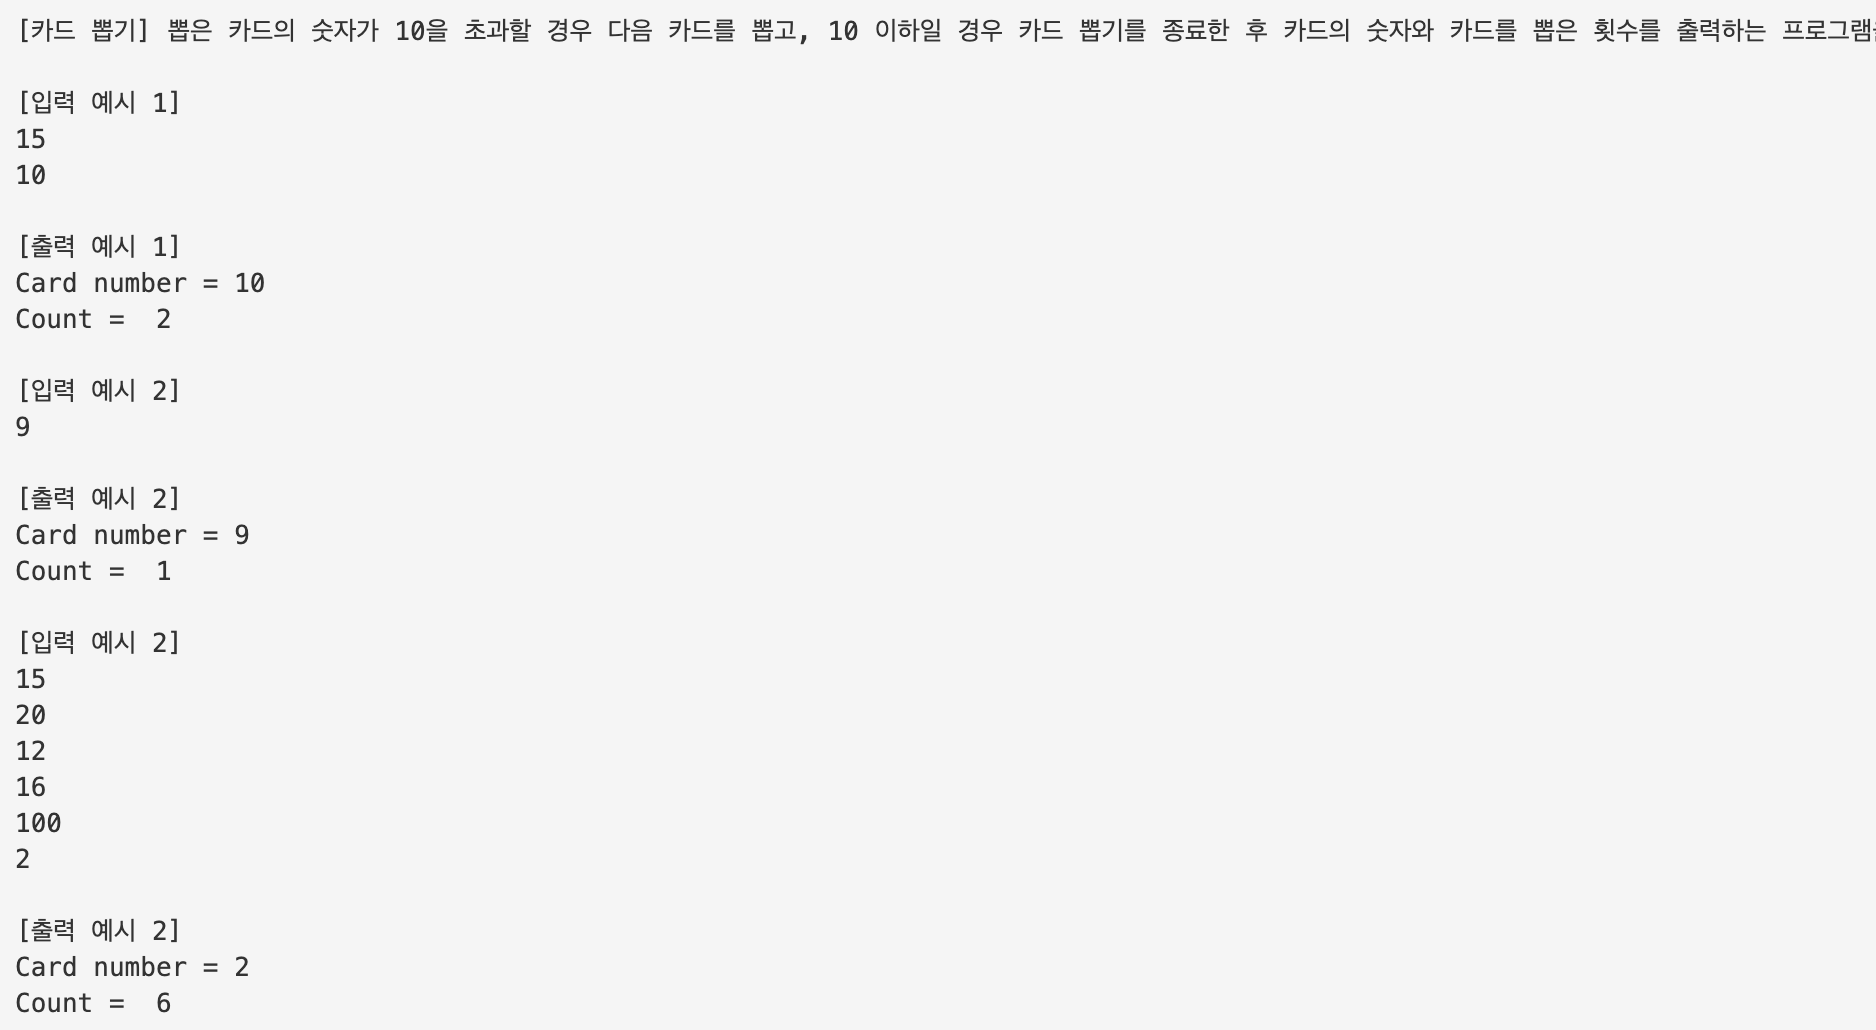 [카드 뽑기] 뽑은 카드의 숫자가 10을 초과할 경우 다음 카드를 뽑고, 10 이하일 경우 카드 뽑기를 종료한 후 카드의 숫자와 카드를 뽑은 횟수를 출력하는 프로그램
[입력 예시 1]
15
10
[출력 예시 1]
Card number = 10
Count =  2
[입력 예시 2]
9
[출력 예시 2]
Card number = 9
Count =  1
[입력 예시 2]
15
20
12
16
100
2
[출력 예시 2]
Card number = 2
Count =  6